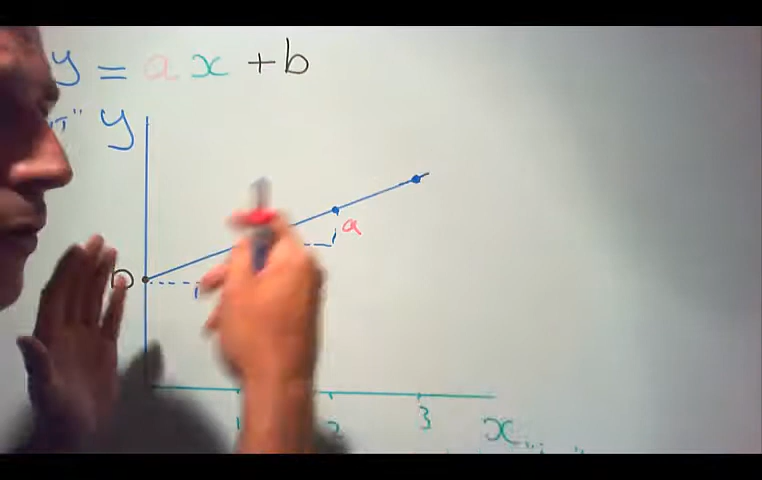 y = ax + b
y
a
b
1 2 3 x